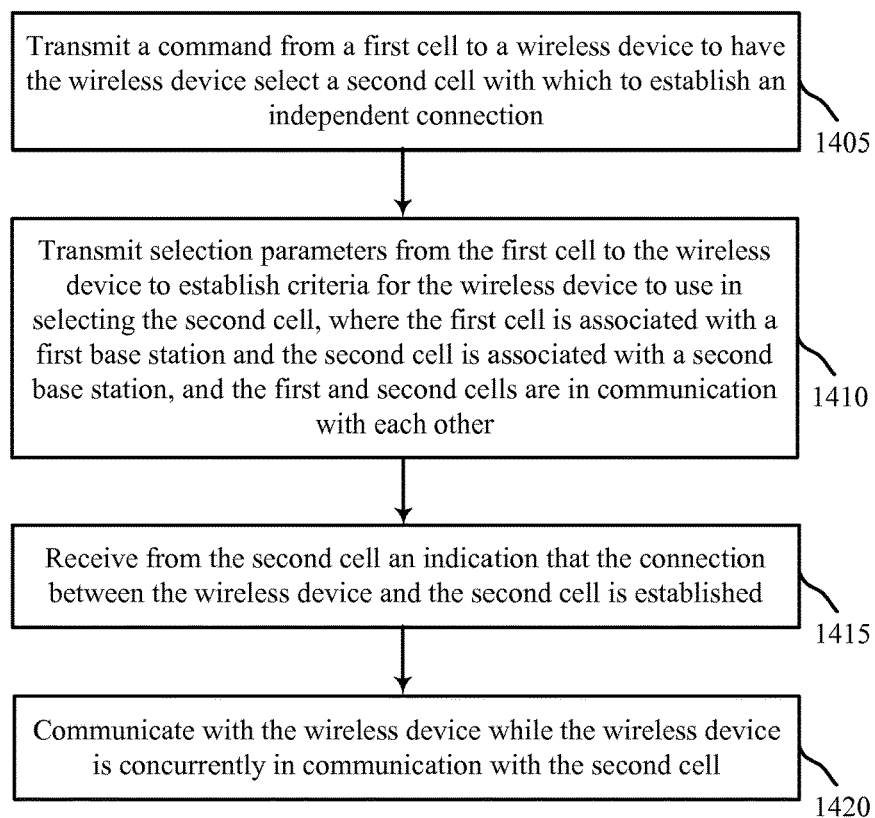 Transmit a command from a first cell to a wireless device to have
the wireless device select a second cell with which to establish an
independent connection
1405
Transmit selection parameters from the first cell to the wireless
device to establish criteria for the wireless device to use in
selecting the second cell, where the first cell is associated with a
first base station and the second cell is associated with a second
base station, and the first and second cells are in communication
with each other
1410
Receive from the second cell an indication that the connection
between the wireless device and the second cell is established
1415
Communicate with the wireless device while the wireless device
is concurrently in communication with the second cell
1420